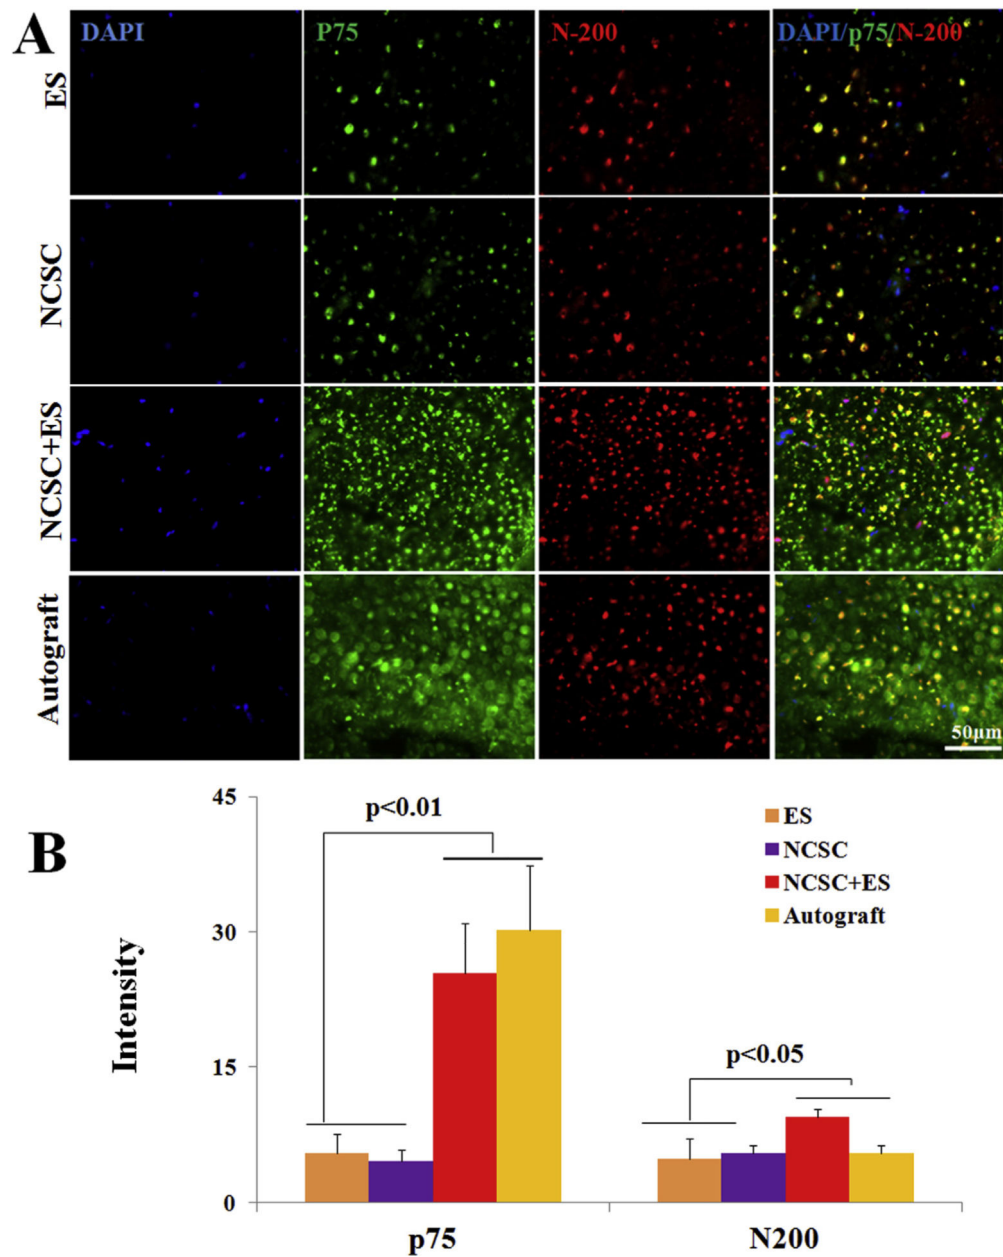 A
DAPI P75 N-200 DAPI/p75/N-200
ES
NCSC
NCSC+ES
Autograft
50μm
B
45
30
15
0
Intensity
p<0.01
p<0.05
ES
NCSC
NCSC+ES
Autograft
p75 N200